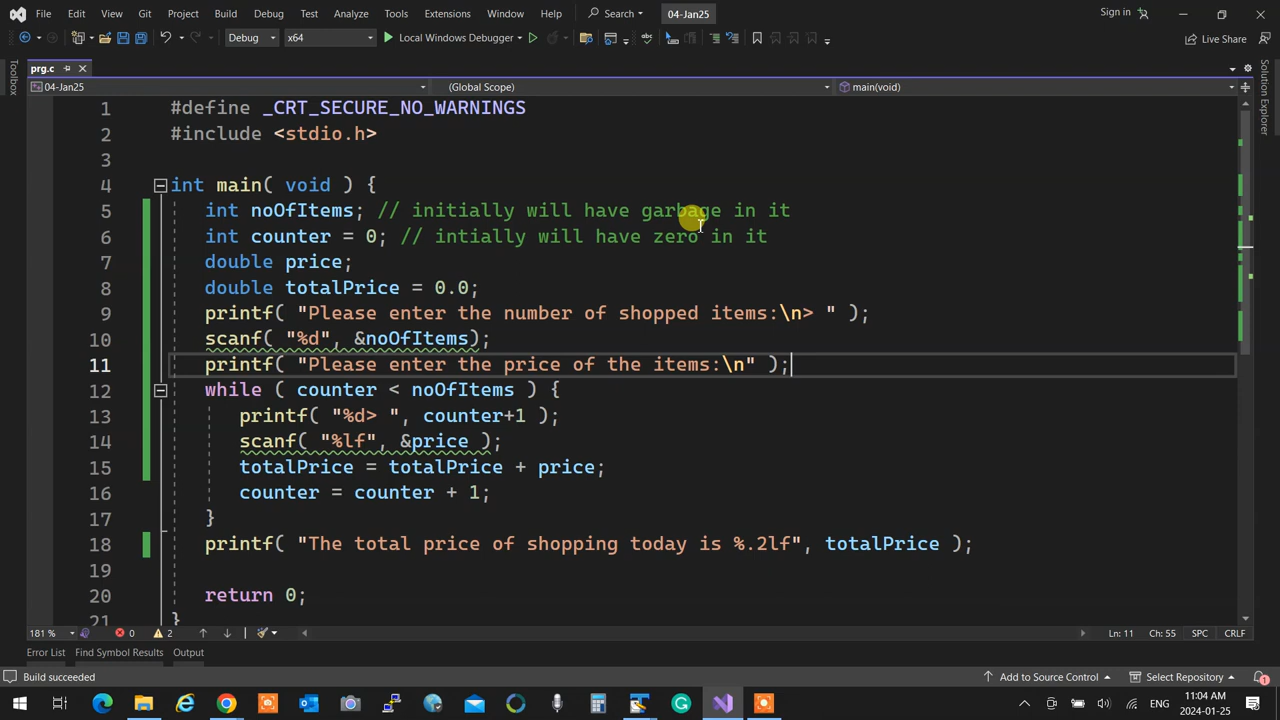 File Edit View Git Project Build Debug Test Analyze Tools Extensions Window Help Search 04-Jan25 Sign in
Debug x64 Local Windows Debugger Live Share
prg.c
04-Jan25 (Global Scope) main(void)
Toolbox
Solution Explorer
1 #define _CRT_SECURE_NO_WARNINGS
2 #include <stdio.h>
3
4 int main( void ) {
5 int noOfItems; // initially will have garbage in it
6 int counter = 0; // intially will have zero in it
7 double price;
8 double totalPrice = 0.0;
9 printf( "Please enter the number of shopped items:\n> " );
10 scanf( "%d", &noOfItems);
11 printf( "Please enter the price of the items:\n" );
12 while ( counter < noOfItems ) {
13 printf( "%d> ", counter+1 );
14 scanf( "%lf", &price );
15 totalPrice = totalPrice + price;
16 counter = counter + 1;
17 }
18 printf( "The total price of shopping today is %.2lf", totalPrice );
19
20 return 0;
21 }
181 % 0 2 Ln: 11 Ch: 55 SPC CRLF
Error List Find Symbol Results Output
Build succeeded Add to Source Control Select Repository 1
ENG 11:04 AM
2024-01-25